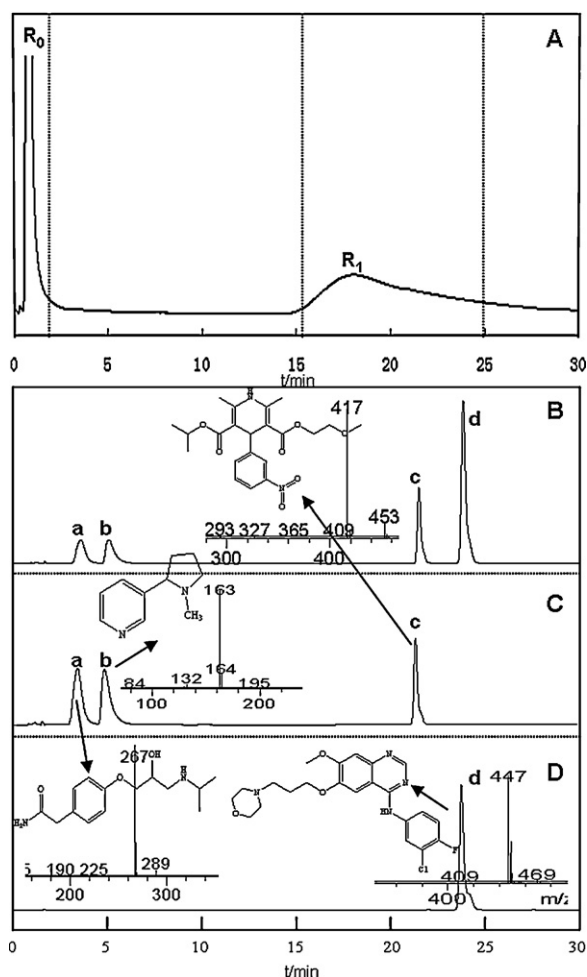 R0
A
R1
0 5 10 15 20 25 30
t/min
H
N
417
B
d
O
O
O
O
N
O
O
c
453
293 327 365 409
300 400
a b
C
N
CH3
N
163
c
a b
164
84 132 195
100 200
267
OH
O
H
N
O
H2N
289
190 225
200 300
O
N
N
O
N
O
HN
F
Cl
d
447
D
409
469
400 m/z
0 5 10 15 20 25 30
t/min